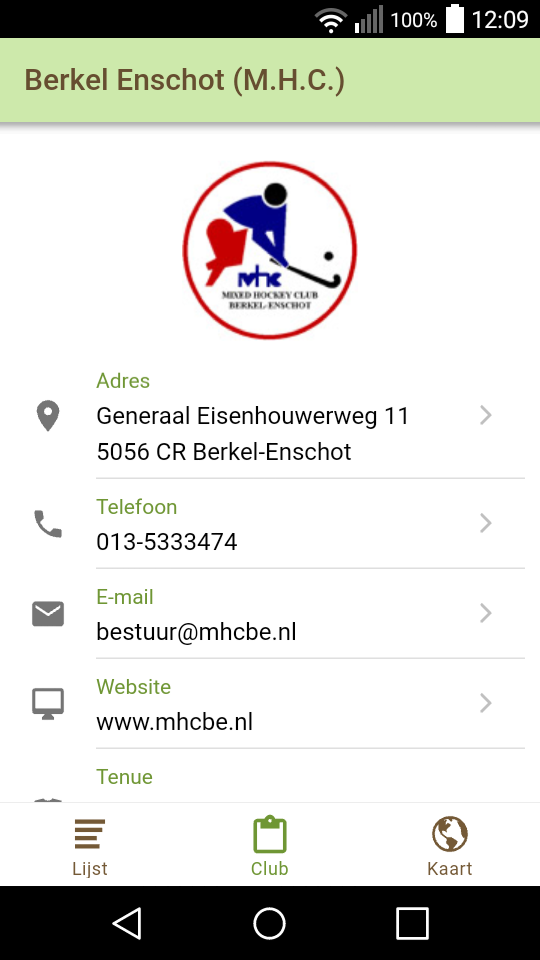 100% 12:09
Berkel Enschot (M.H.C.)
mhc
MIXED HOCKEY CLUB
BERKEL-ENSCHOT
Adres
Generaal Eisenhouwerweg 11
5056 CR Berkel-Enschot
Telefoon
013-5333474
E-mail
bestuur@mhcbe.nl
Website
www.mhcbe.nl
Tenue
Lijst Club Kaart